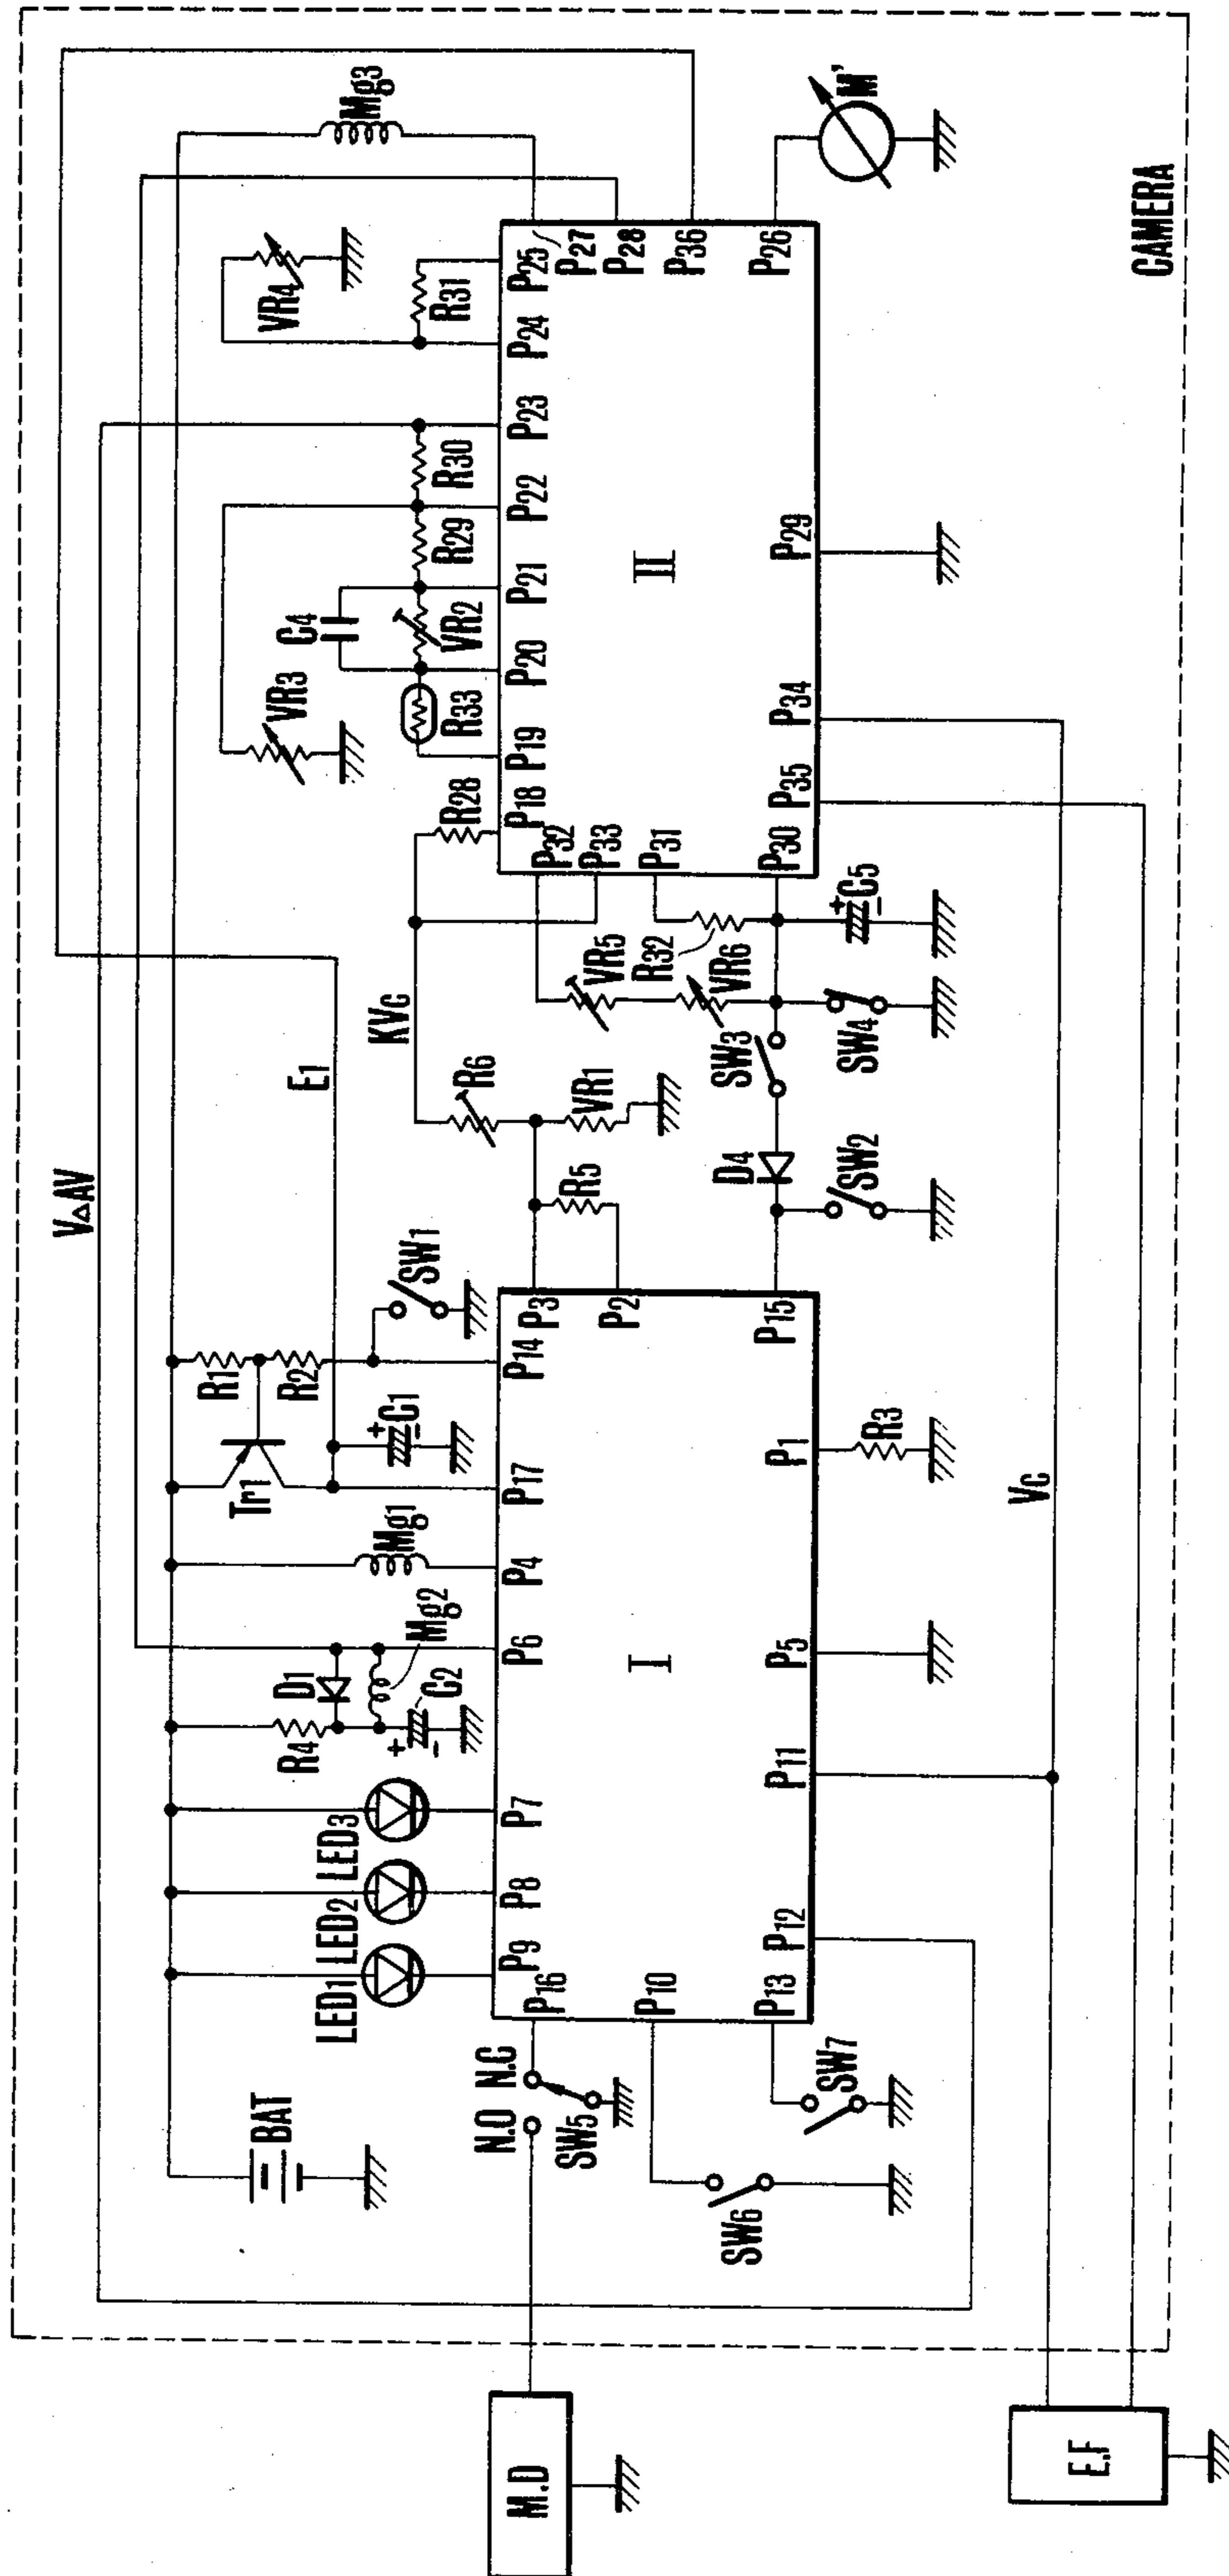 CAMERA
VΔAV
E1
KVC
VC
BAT
LED1
LED2
LED3
R4
D1
Mg2
C2
Mg1
Tr1
R1
R2
C1
SW1
R6
VR1
R5
VR3
C4
R28
R33
VR2
R29
R30
R31
VR4
Mg3
M'
P9
P8
P7
P6
P4
P17
P14
P16
P10
P13
P12
P11
P5
P1
P15
P2
P3
I
N.O
N.C
SW5
SW6
SW7
R3
SW2
D4
SW3
SW4
VR5
VR6
R32
C5
P18
P19
P20
P21
P22
P23
P24
P25
P32
P33
P31
P30
P35
P34
P29
P27
P28
P36
P26
II
M.D
E.F